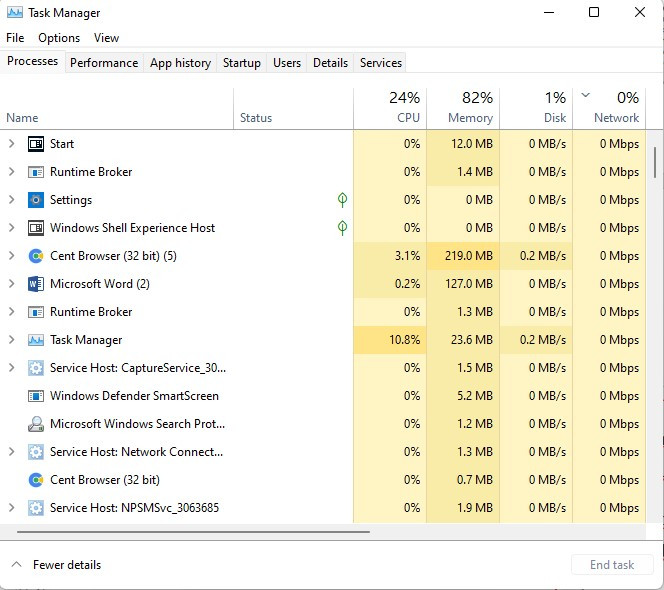 Task Manager
File Options View
Processes Performance App history Startup Users Details Services
24% 82% 1% 0%
Name Status CPU Memory Disk Network
Start 0% 12.0 MB 0 MB/s 0 Mbps
Runtime Broker 0% 1.4 MB 0 MB/s 0 Mbps
Settings 0% 0 MB 0 MB/s 0 Mbps
Windows Shell Experience Host 0% 0 MB 0 MB/s 0 Mbps
Cent Browser (32 bit) (5) 3.1% 219.0 MB 0.2 MB/s 0 Mbps
Microsoft Word (2) 0.2% 127.0 MB 0 MB/s 0 Mbps
Runtime Broker 0% 1.3 MB 0 MB/s 0 Mbps
Task Manager 10.8% 23.6 MB 0.2 MB/s 0 Mbps
Service Host: CaptureService_30... 0% 1.5 MB 0 MB/s 0 Mbps
Windows Defender SmartScreen 0% 5.2 MB 0 MB/s 0 Mbps
Microsoft Windows Search Prot... 0% 1.2 MB 0 MB/s 0 Mbps
Service Host: Network Connect... 0% 1.3 MB 0 MB/s 0 Mbps
Cent Browser (32 bit) 0% 0.7 MB 0 MB/s 0 Mbps
Service Host: NPSMSvc_3063685 0% 1.9 MB 0 MB/s 0 Mbps
Fewer details End task